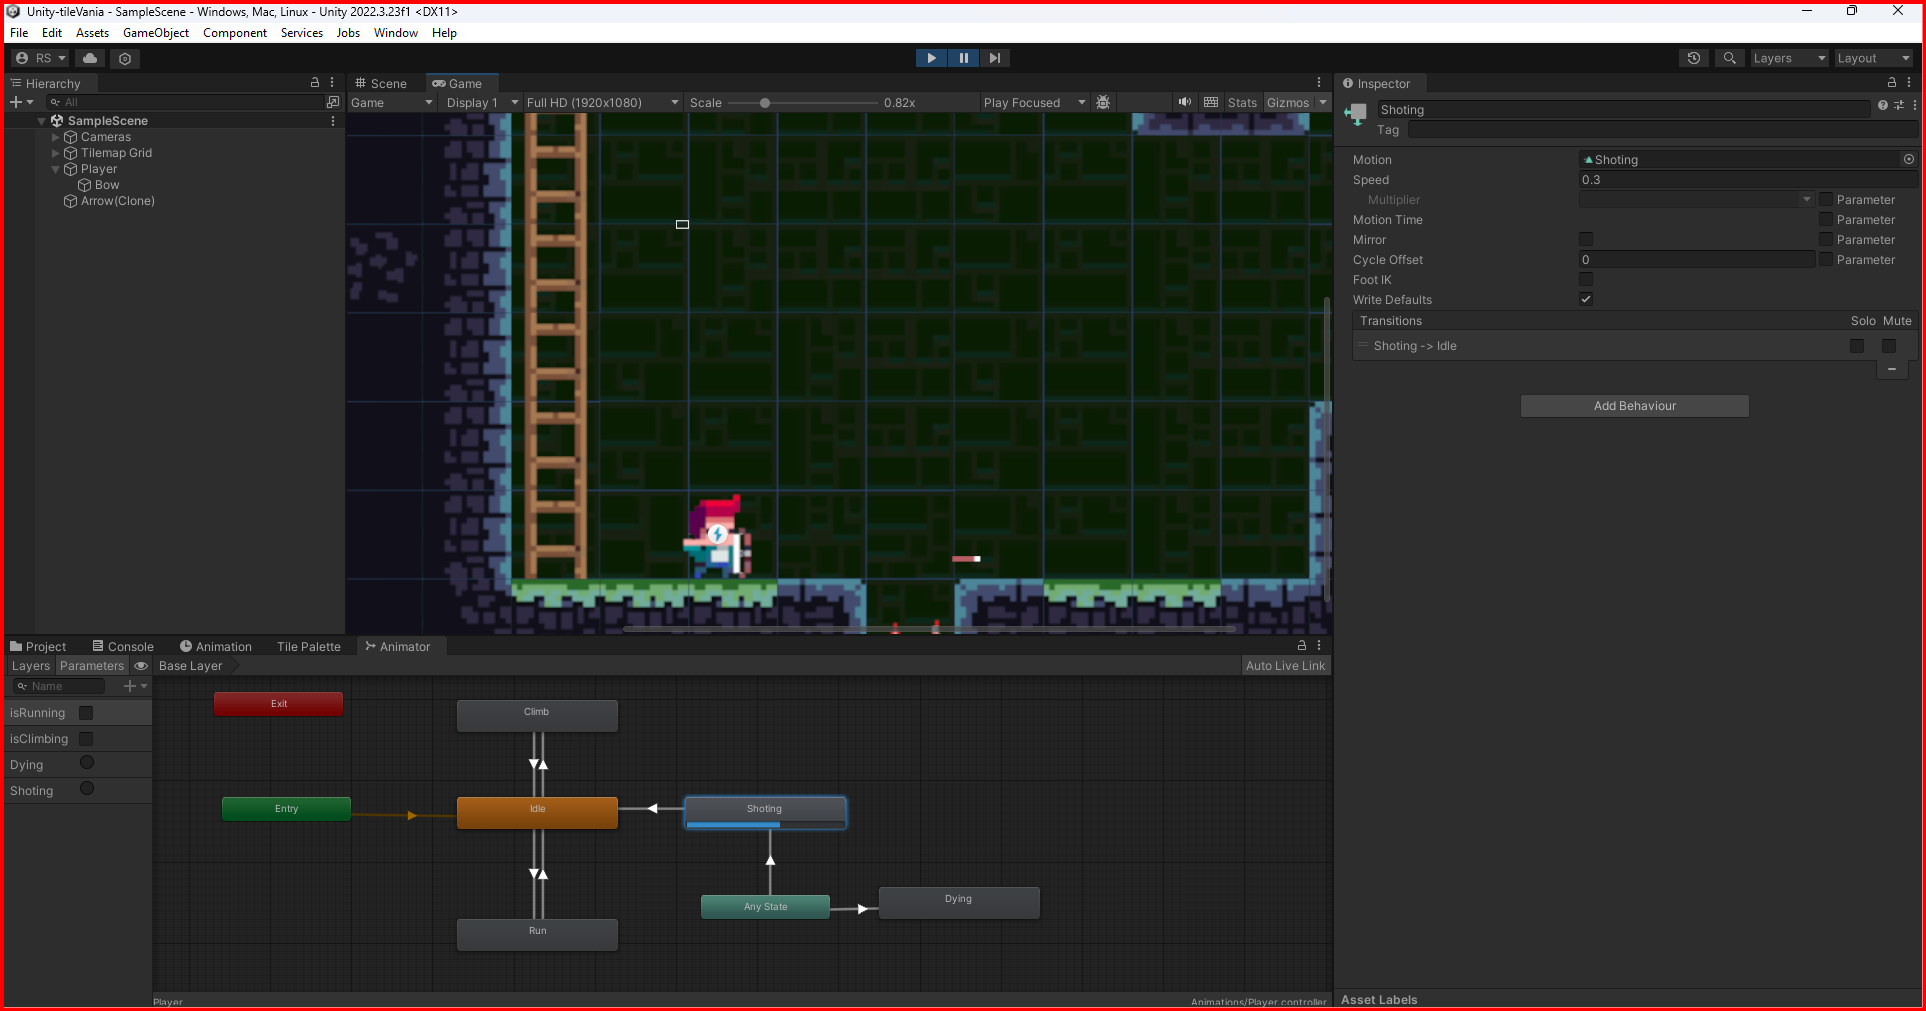 Unity-tileVania - SampleScene - Windows, Mac, Linux - Unity 2022.3.23f1 <DX11>
File Edit Assets GameObject Component Services Jobs Window Help
RS
Layers Layout
Hierarchy
All
SampleScene
Cameras
Tilemap Grid
Player
Bow
Arrow(Clone)
Scene Game
Game Display 1 Full HD (1920x1080) Scale 0.82x Play Focused Stats Gizmos
Inspector
Shoting
Tag
Motion Shoting
Speed 0.3
Multiplier Parameter
Motion Time Parameter
Mirror Parameter
Cycle Offset 0 Parameter
Foot IK
Write Defaults
Transitions Solo Mute
Shoting -> Idle
Add Behaviour
Asset Labels
Project Console Animation Tile Palette Animator
Layers Parameters Base Layer Auto Live Link
Name
isRunning
isClimbing
Dying
Shoting
Exit
Climb
Entry
Idle
Shoting
Any State
Dying
Run
Player Animations/Player.controller